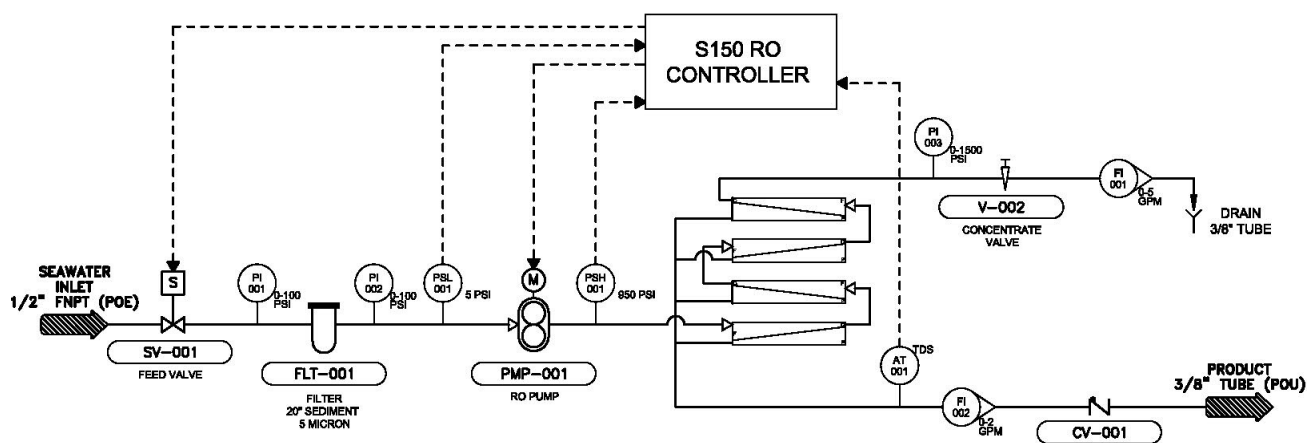 S150 RO
CONTROLLER
PI
003
0-1500
PSI
FI
001
0-5
GPM
V-002
CONCENTRATE
VALVE
DRAIN
3/8" TUBE
SEAWATER
INLET
1/2" FNPT (POE)
S
SV-001
FEED VALVE
PI
001
0-100
PSI
FLT-001
FILTER
20" SEDIMENT
5 MICRON
PI
002
0-100
PSI
PSL
001
5 PSI
M
PMP-001
RO PUMP
PSH
001
950 PSI
AT
001
TDS
FI
002
0-2
GPM
CV-001
PRODUCT
3/8" TUBE (POU)